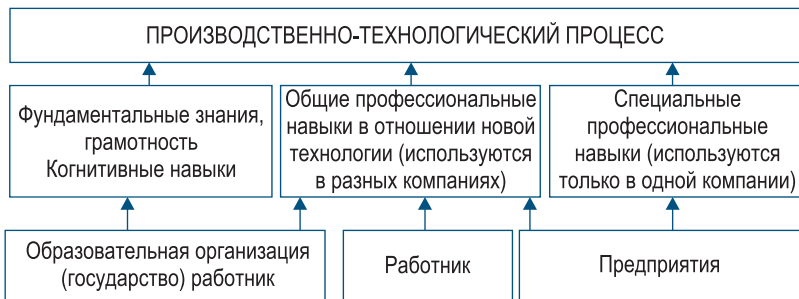 ПРОИЗВОДСТВЕННО-ТЕХНОЛОГИЧЕСКИЙ ПРОЦЕСС
Фундаментальные знания,
грамотность
Когнитивные навыки
Общие профессиональные
навыки в отношении новой
технологии (используются
в разных компаниях)
Специальные
профессиональные
навыки (используются
только в одной компании)
Образовательная организация
(государство) работник
Работник
Предприятия